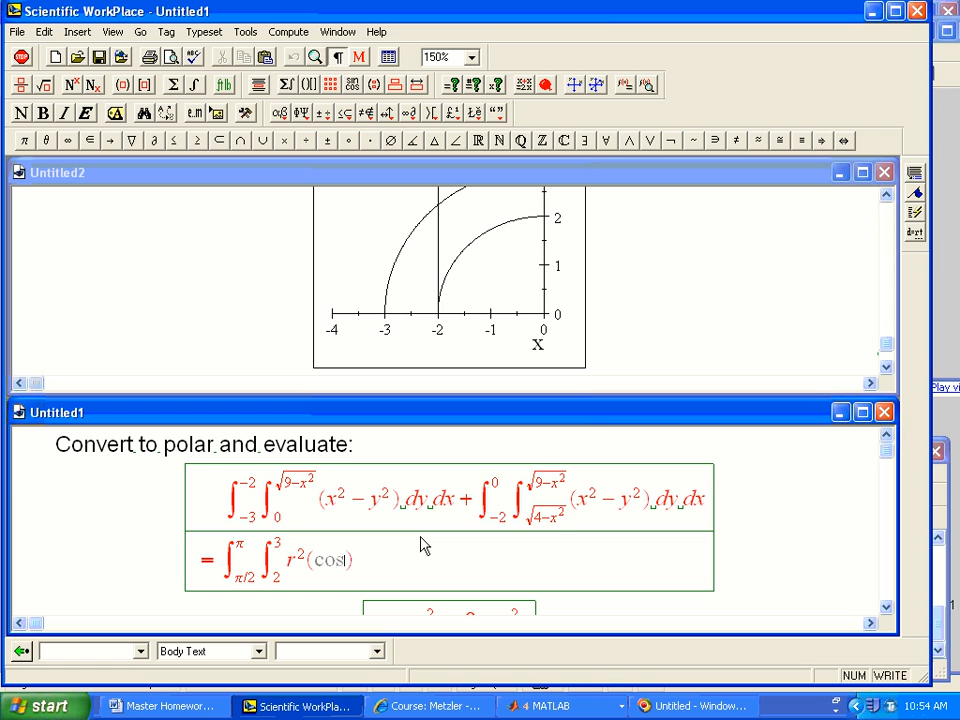 Scientific WorkPlace - Untitled1
File Edit Insert View Go Tag Typeset Tools Compute Window Help
150%
N B I E
π θ ∞ ∈ → ∇ ∂ ≤ ≥ ⊂ ∩ ∪ × ÷ ± ∘ · ∅ ∡ △ ∠ ℝ ℕ ℚ ℤ ℂ ∃ ∀ ∧ ∨ ¬ ~ ⊃ ≠ ≈ ≅ ≡ ⇒ ⇔
Untitled2
2
1
0
-4 -3 -2 -1 0
X
Play vi
Untitled1
Convert to polar and evaluate:
∫_{-3}^{-2} ∫_{0}^{√(9-x²)} (x² - y²) dy dx + ∫_{-2}^{0} ∫_{√(4-x²)}^{√(9-x²)} (x² - y²) dy dx
= ∫_{π/2}^{π} ∫_{2}^{3} r²(cos)
Body Text
NUM WRITE
start Master Homewor... Scientific WorkPla... Course: Metzler -... 4 MATLAB Untitled - Window... 10:54 AM